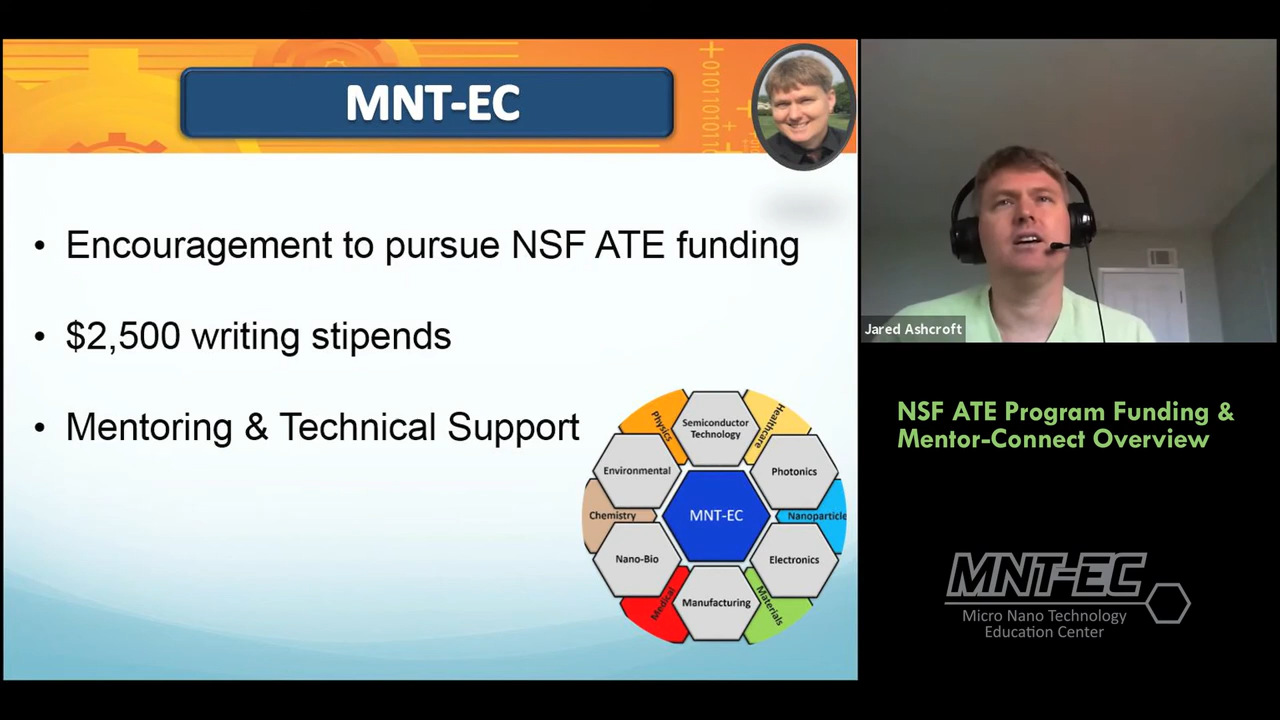 MNT-EC
• Encouragement to pursue NSF ATE funding
• $2,500 writing stipends
• Mentoring & Technical Support
Physics
Semiconductor
Technology
Healthcare
Environmental
Photonics
Chemistry
MNT-EC
Nanoparticle
Nano-Bio
Electronics
Medical
Manufacturing
Materials
Jared Ashcroft
NSF ATE Program Funding &
Mentor-Connect Overview
MNT-EC
Micro Nano Technology
Education Center